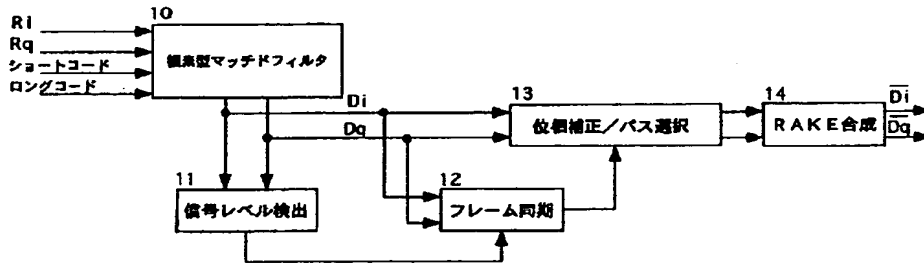 10
Ri
Rq
ショートコード
ロングコード
複素型マッチドフィルタ
Di
Dq
13
位相補正／パス選択
14
RAKE合成
D̅i̅
D̅q̅
11
信号レベル検出
12
フレーム同期